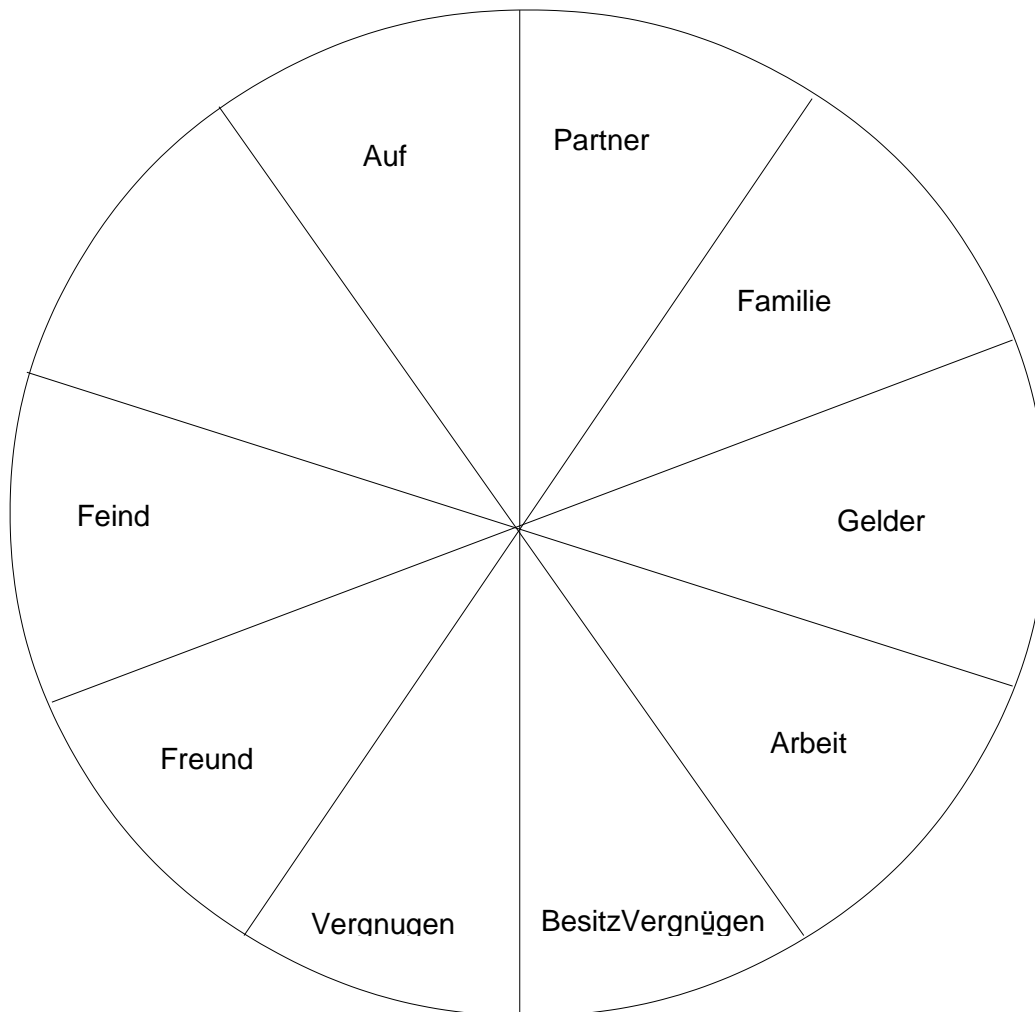 Auf
Partner
Familie
Feind
Gelder
Arbeit
Freund
Vergnugen
BesitzVergnügen